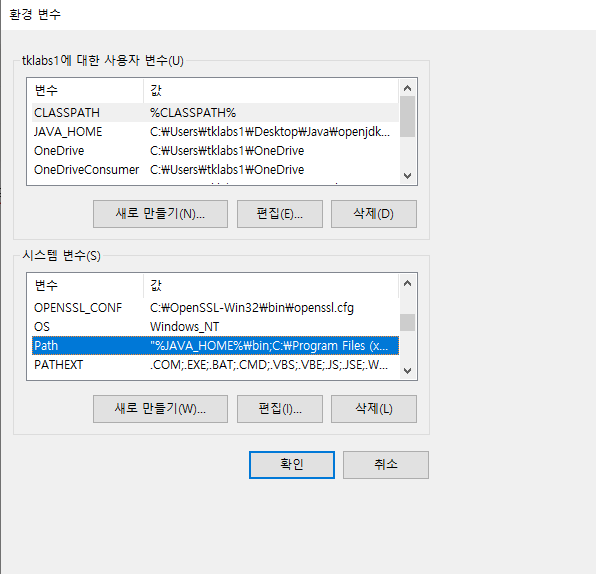 환경 변수
tklabs1에 대한 사용자 변수(U)
변수 값
CLASSPATH %CLASSPATH%
JAVA_HOME C:₩Users₩tklabs1₩Desktop₩Java₩openjdk...
OneDrive C:₩Users₩tklabs1₩OneDrive
OneDriveConsumer C:₩Users₩tklabs1₩OneDrive
새로 만들기(N)... 편집(E)... 삭제(D)
시스템 변수(S)
변수 값
OPENSSL_CONF C:₩OpenSSL-Win32₩bin₩openssl.cfg
OS Windows_NT
Path "%JAVA_HOME%₩bin;C:₩Program Files (x...
PATHEXT .COM;.EXE;.BAT;.CMD;.VBS;.VBE;.JS;.JSE;.W...
새로 만들기(W)... 편집(I)... 삭제(L)
확인 취소